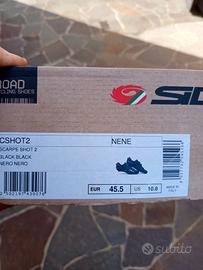 ROAD
CYCLING SHOES
SID
CSHOT2
NENE
SCARPE SHOT 2
BLACK BLACK
NERO NERO
EUR 45.5 US 10.8
subito